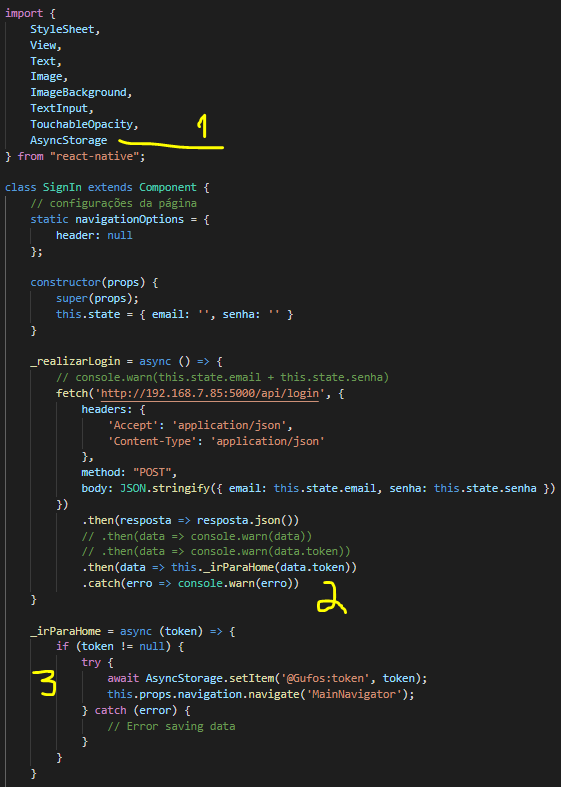 import {
    StyleSheet,
    View,
    Text,
    Image,
    ImageBackground,
    TextInput,
    TouchableOpacity,
    AsyncStorage
1
} from "react-native";
class SignIn extends Component {
    // configurações da página
    static navigationOptions = {
        header: null
    };
    constructor(props) {
        super(props);
        this.state = { email: '', senha: '' }
    }
    _realizarLogin = async () => {
        // console.warn(this.state.email + this.state.senha)
        fetch('http://192.168.7.85:5000/api/login', {
            headers: {
                'Accept': 'application/json',
                'Content-Type': 'application/json'
            },
            method: "POST",
            body: JSON.stringify({ email: this.state.email, senha: this.state.senha })
        })
            .then(resposta => resposta.json())
            // .then(data => console.warn(data))
            // .then(data => console.warn(data.token))
            .then(data => this._irParaHome(data.token))
            .catch(erro => console.warn(erro))
2
    }
    _irParaHome = async (token) => {
        if (token != null) {
3
            try {
                await AsyncStorage.setItem('@Gufos:token', token);
                this.props.navigation.navigate('MainNavigator');
            } catch (error) {
                // Error saving data
            }
        }
    }